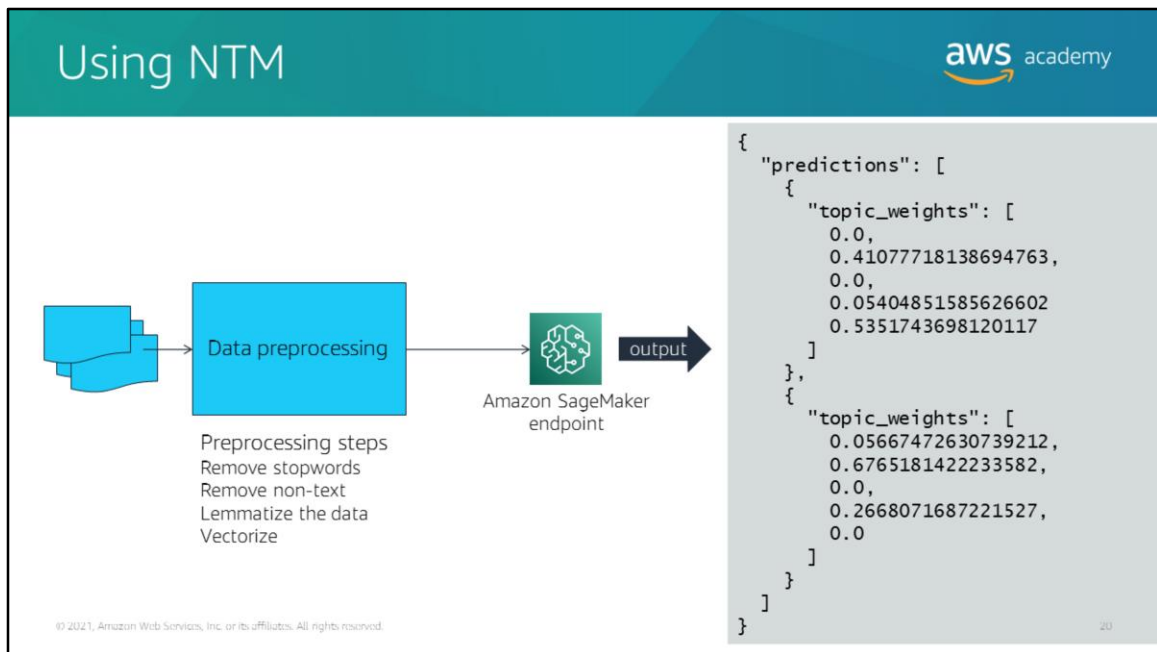 Using NTM
aws academy
Data preprocessing
Preprocessing steps
Remove stopwords
Remove non-text
Lemmatize the data
Vectorize
Amazon SageMaker
endpoint
output
{
  "predictions": [
    {
      "topic_weights": [
        0.0,
        0.41077718138694763,
        0.0,
        0.05404851585626602
        0.5351743698120117
      ]
    },
    {
      "topic_weights": [
        0.05667472630739212,
        0.6765181422233582,
        0.0,
        0.2668071687221527,
        0.0
      ]
    }
  ]
}
© 2021, Amazon Web Services, Inc. or its affiliates. All rights reserved.
20